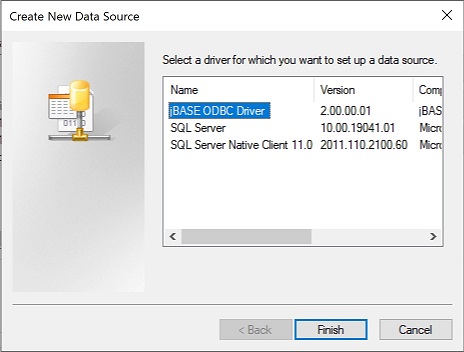 Create New Data Source
Select a driver for which you want to set up a data source.
Name Version Comp
jBASE ODBC Driver 2.00.00.01 jBAS
SQL Server 10.00.19041.01 Micro
SQL Server Native Client 11.0 2011.110.2100.60 Micro
< Back Finish Cancel